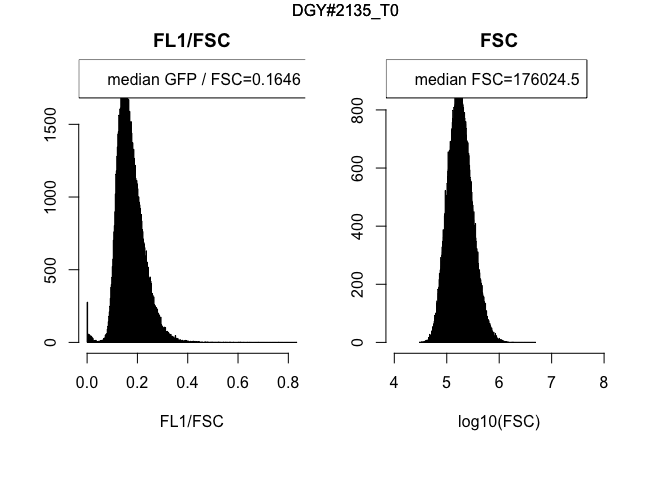 DGY#2135_T0
FL1/FSC
median GFP / FSC=0.1646
1500
1000
500
0
0.0 0.2 0.4 0.6 0.8
FL1/FSC
FSC
median FSC=176024.5
800
600
400
200
0
4 5 6 7 8
log10(FSC)